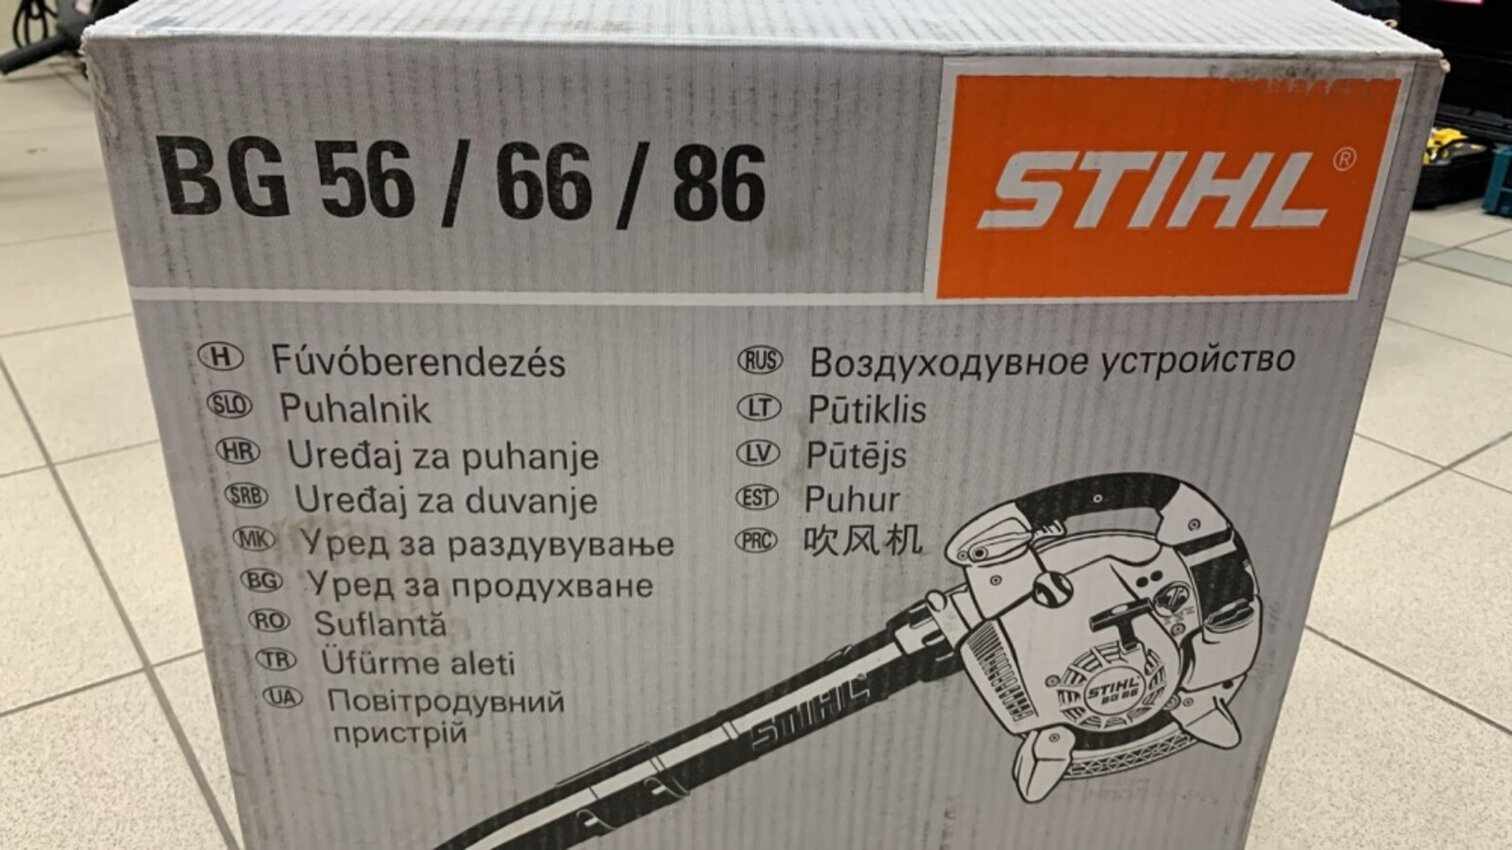 BG 56 / 66 / 86
STIHL®
H Fúvóberendezés
SLO Puhalnik
HR Uređaj za puhanje
SRB Uređaj za duvanje
MK Уред за раздувување
BG Уред за продухване
RO Suflantă
TR Üfürme aleti
UA Повітродувний
пристрій
RUS Воздуходувное устройство
LT Pūtiklis
LV Pūtējs
EST Puhur
PRC 吹风机
STIHL®
STIHL
BG 86